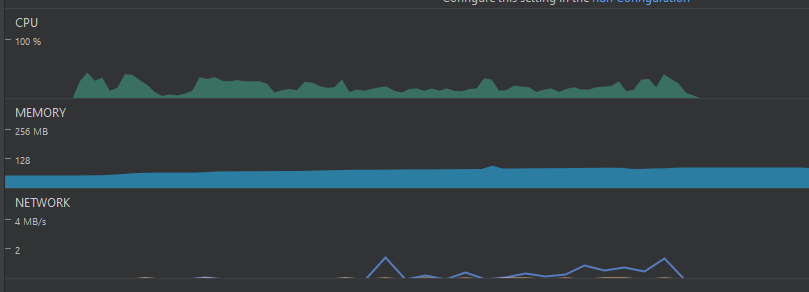 Configure this setting in the Run Configuration
CPU
100 %
MEMORY
256 MB
128
NETWORK
4 MB/s
2